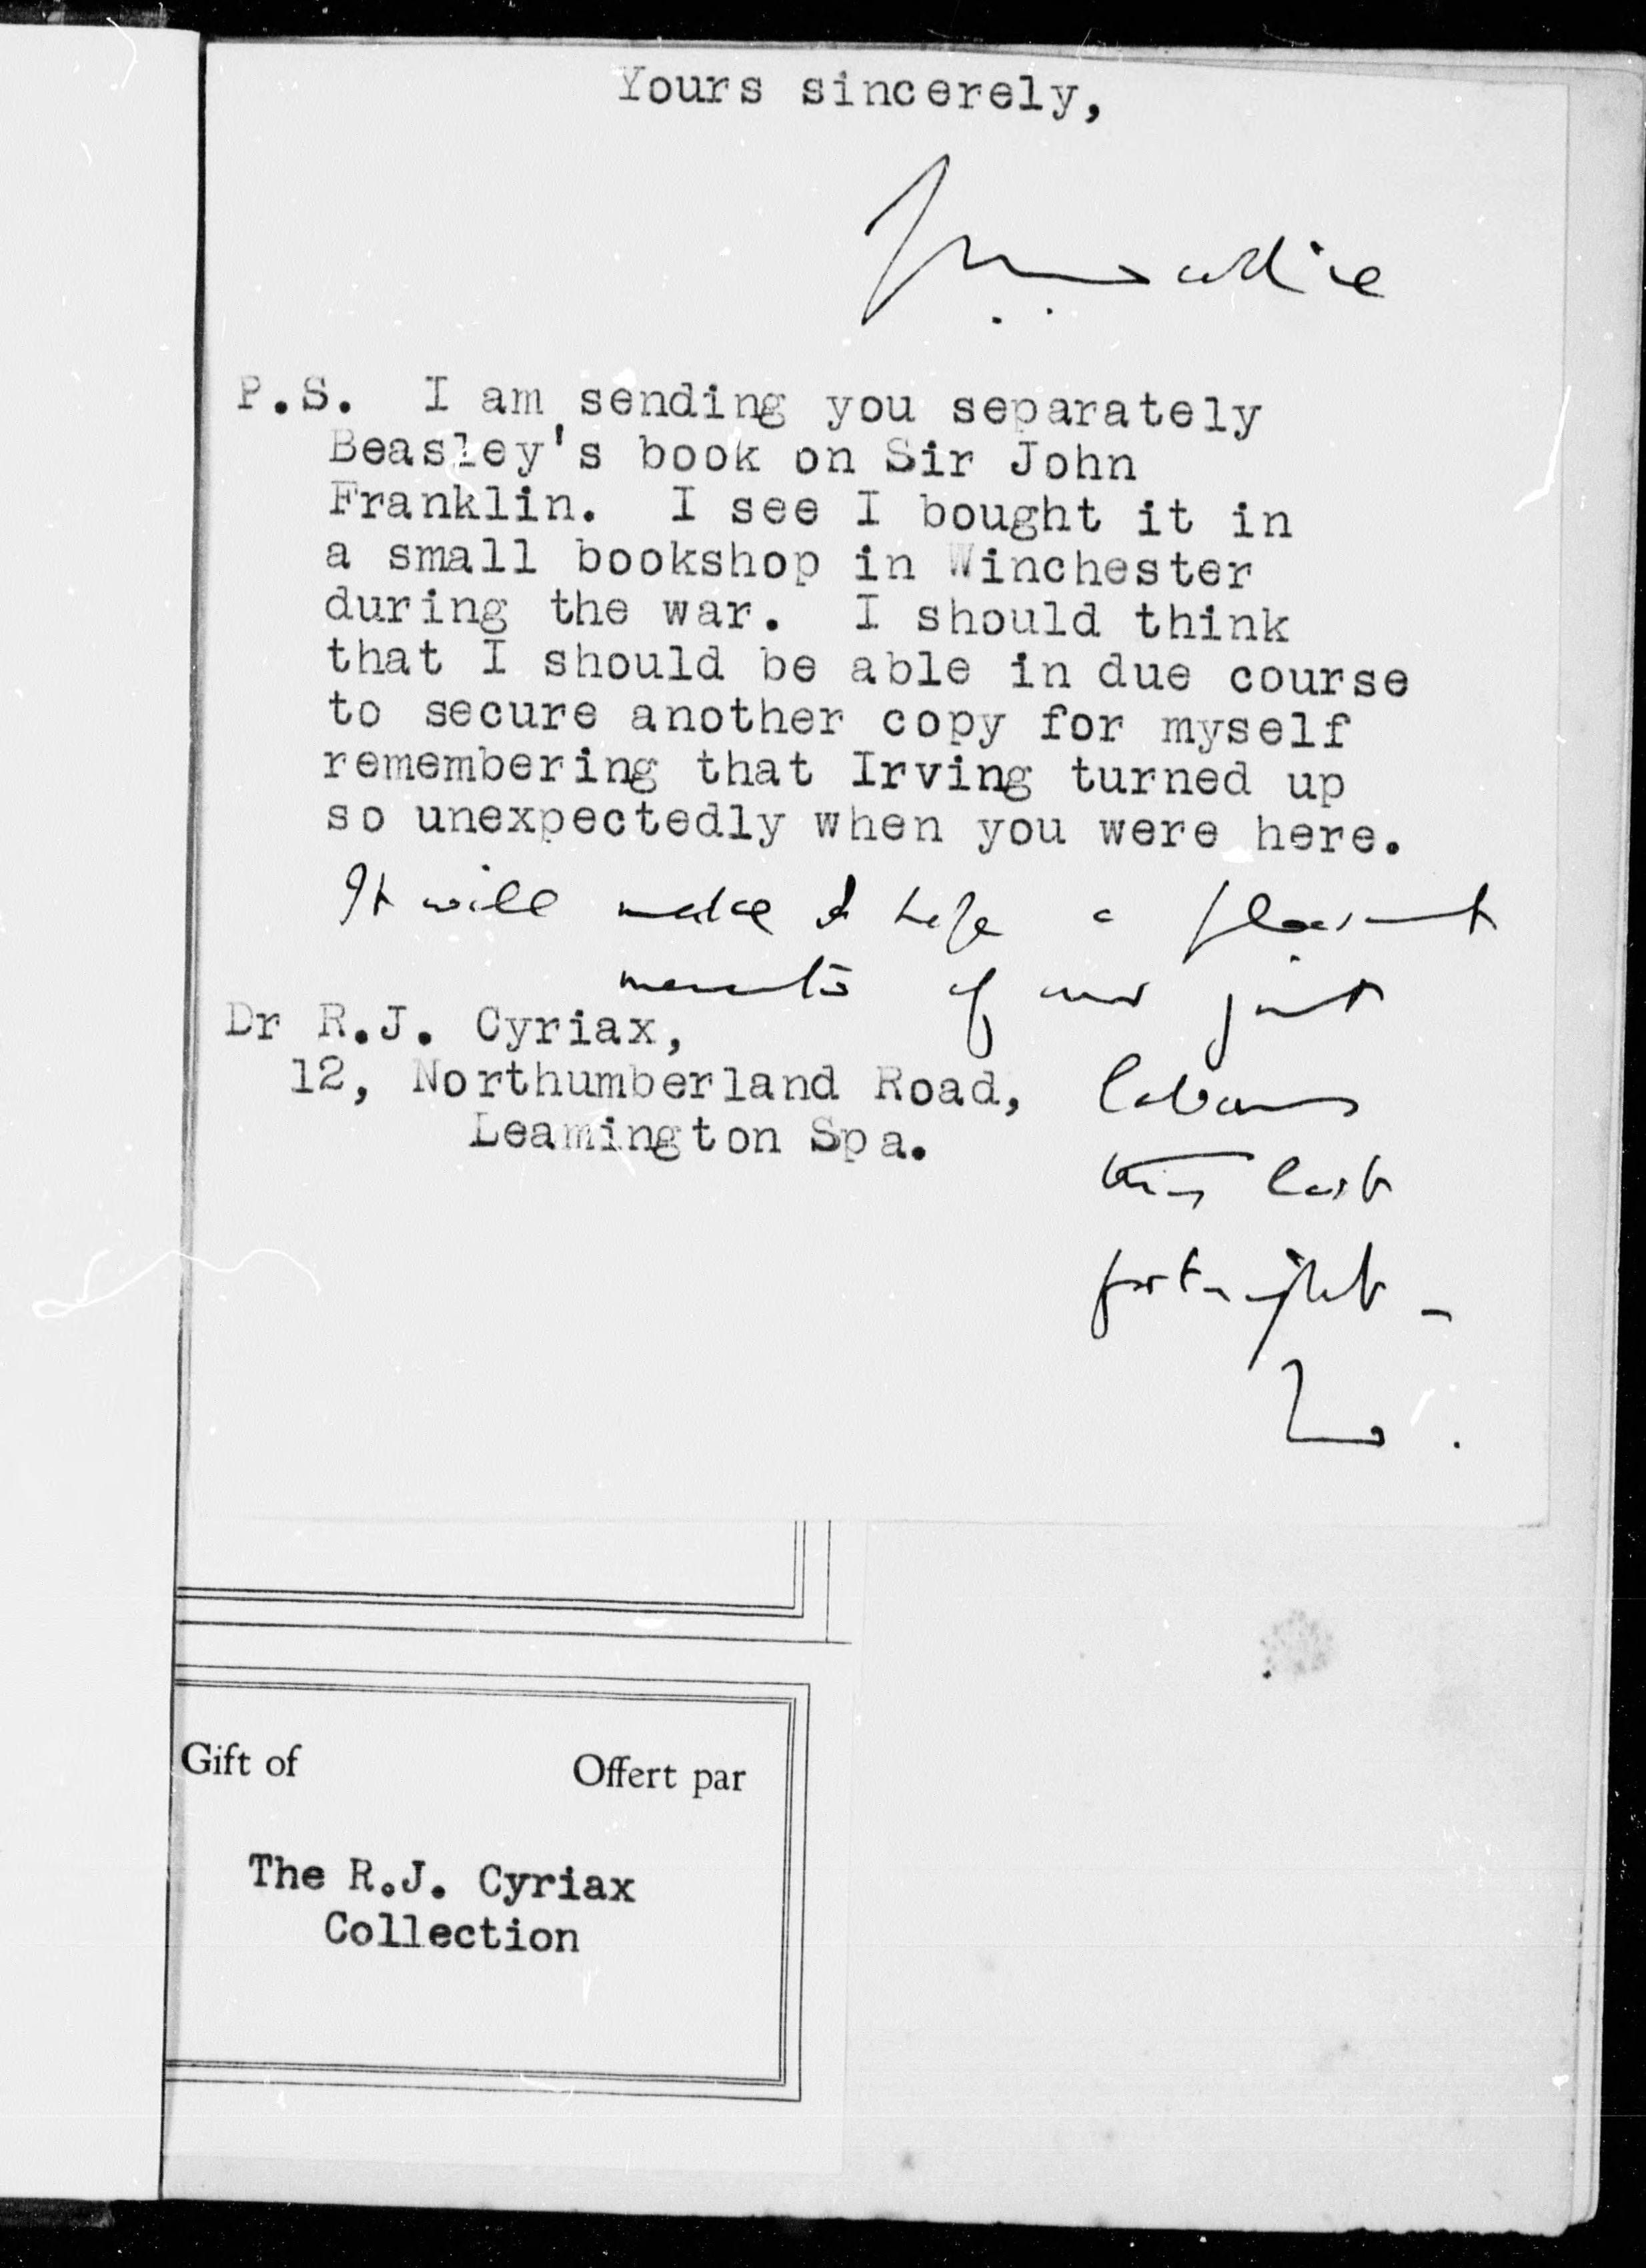 Yours sincerely,
P.S. I am sending you separately
Beasley's book on Sir John
Franklin. I see I bought it in
a small bookshop in Winchester
during the war. I should think
that I should be able in due course
to secure another copy for myself
remembering that Irving turned up
so unexpectedly when you were here.
It will make I hope a pleasant
memento of our joint
labours
this last
fortnight –
Dr R.J. Cyriax,
12, Northumberland Road,
Leamington Spa.
Gift of Offert par
The R.J. Cyriax
Collection